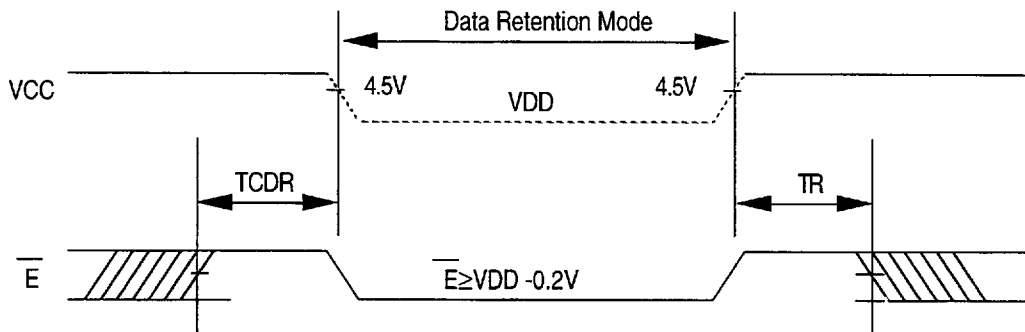 Data Retention Mode
VCC
4.5V
VDD
4.5V
TCDR
TR
E
E≥VDD -0.2V